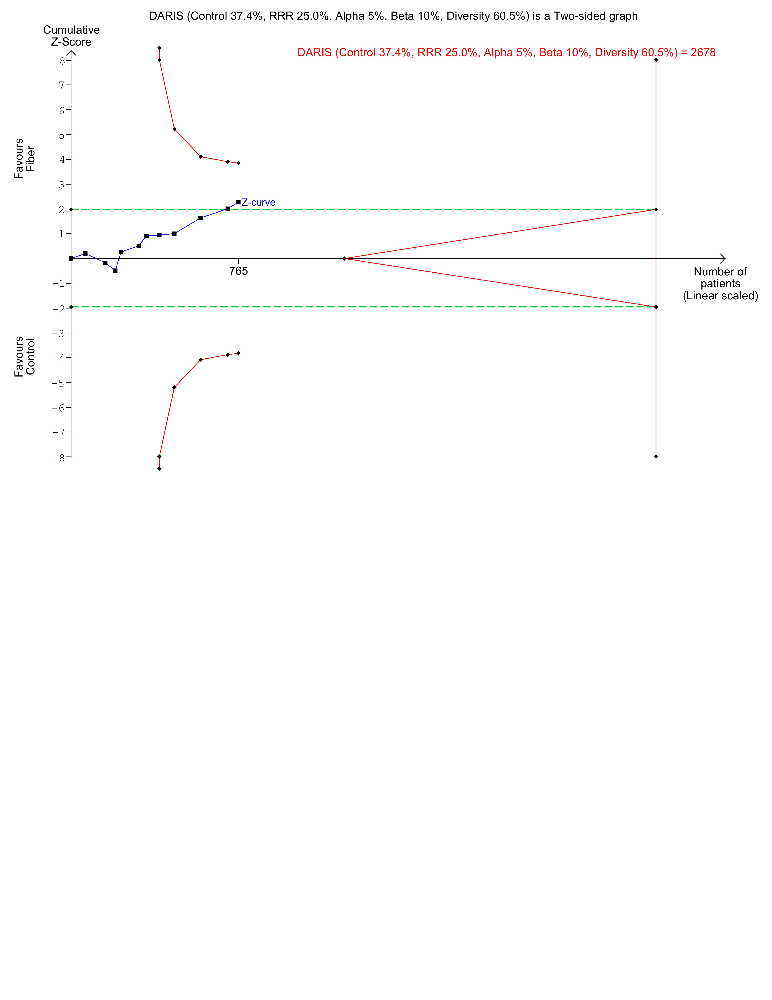 DARIS (Control 37.4%, RRR 25.0%, Alpha 5%, Beta 10%, Diversity 60.5%) is a Two-sided graph
Cumulative
Z-Score
DARIS (Control 37.4%, RRR 25.0%, Alpha 5%, Beta 10%, Diversity 60.5%) = 2678
8
7
6
5
4
3
2
1
-1
-2
-3
-4
-5
-6
-7
-8
Favours
Fiber
Favours
Control
Z-curve
765
Number of
patients
(Linear scaled)